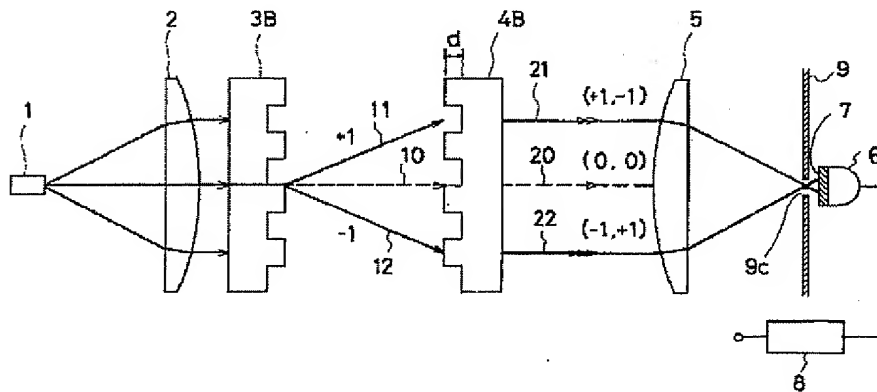 2 3B d 4B 5 9
1 +1 11 21 (+1,-1) 7
10 20 (0, 0) 6
-1 12 22 (-1,+1) 9c
8